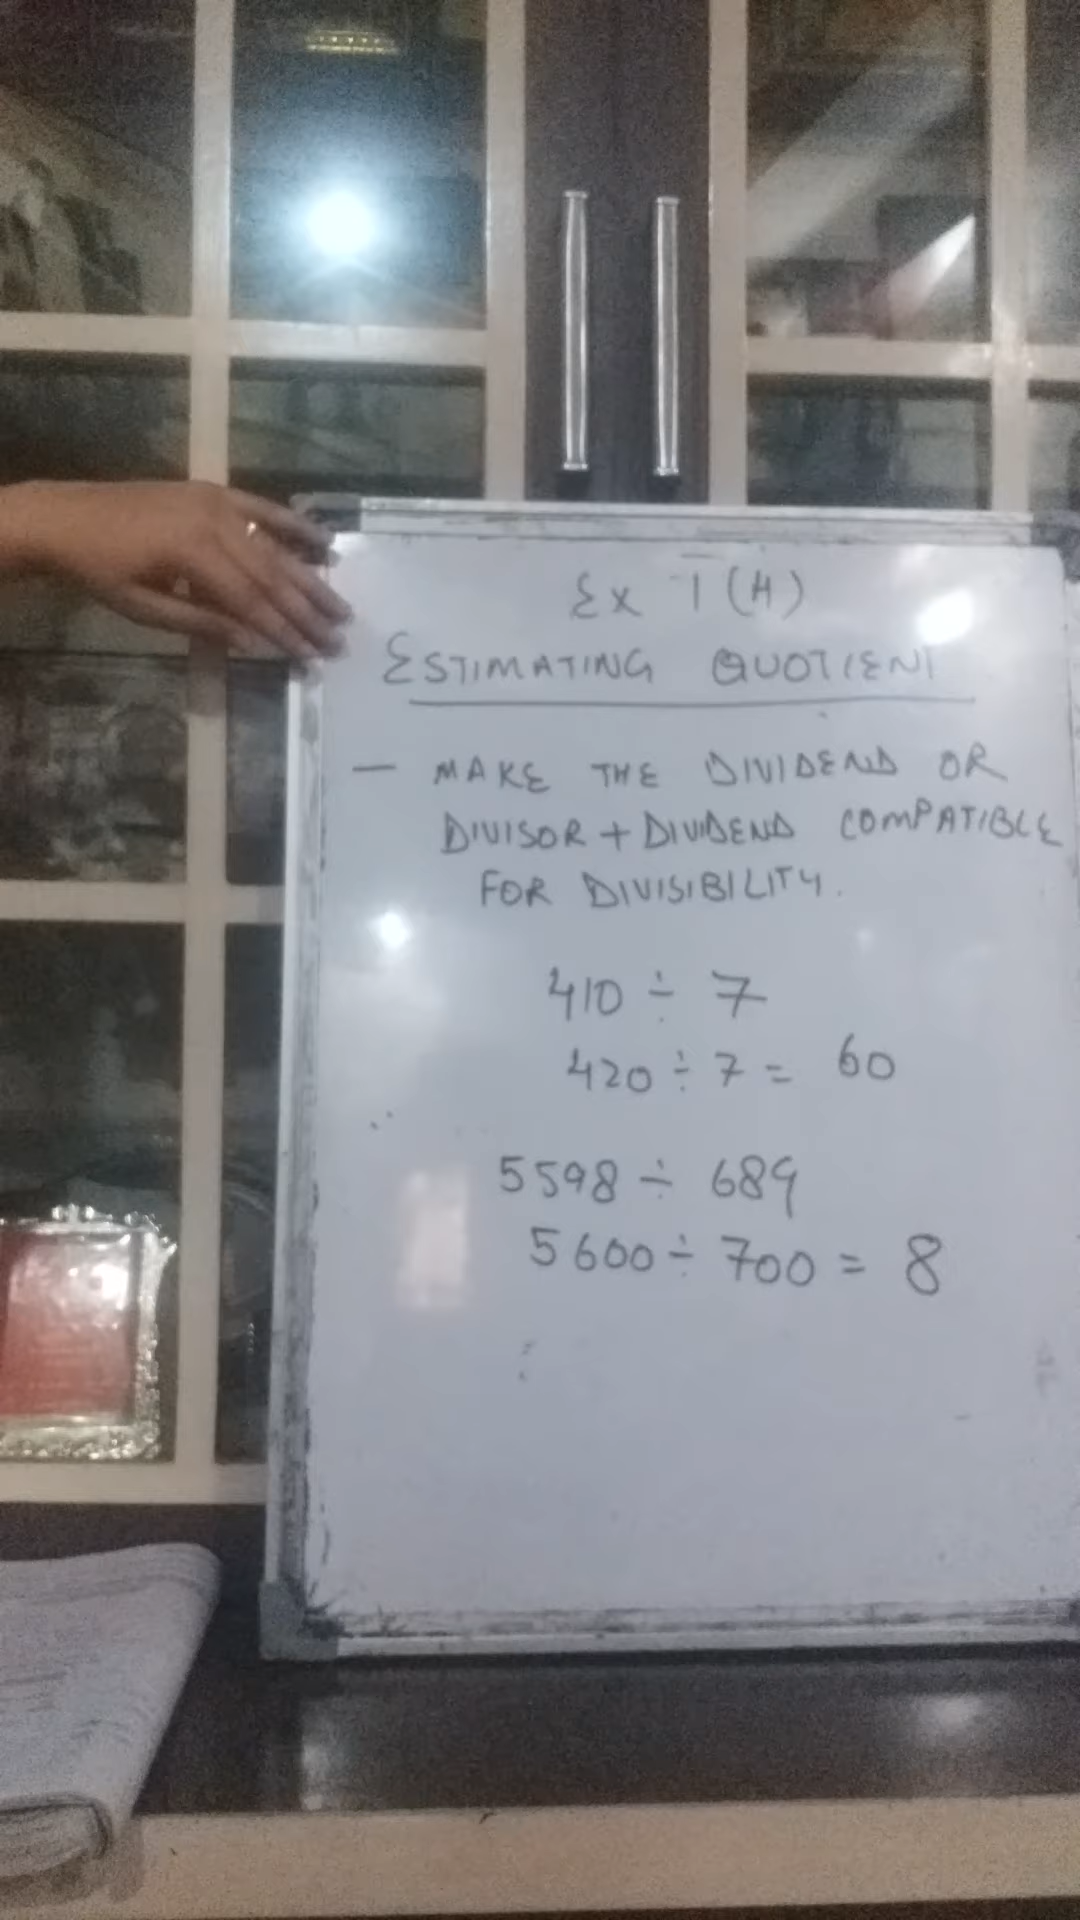 Ex 1(H)
ESTIMATING QUOTIENT
— MAKE THE DIVIDEND OR
DIVISOR + DIVIDEND COMPATIBLE
FOR DIVISIBILITY.
410 ÷ 7
420 ÷ 7 = 60
5598 ÷ 689
5600 ÷ 700 = 8